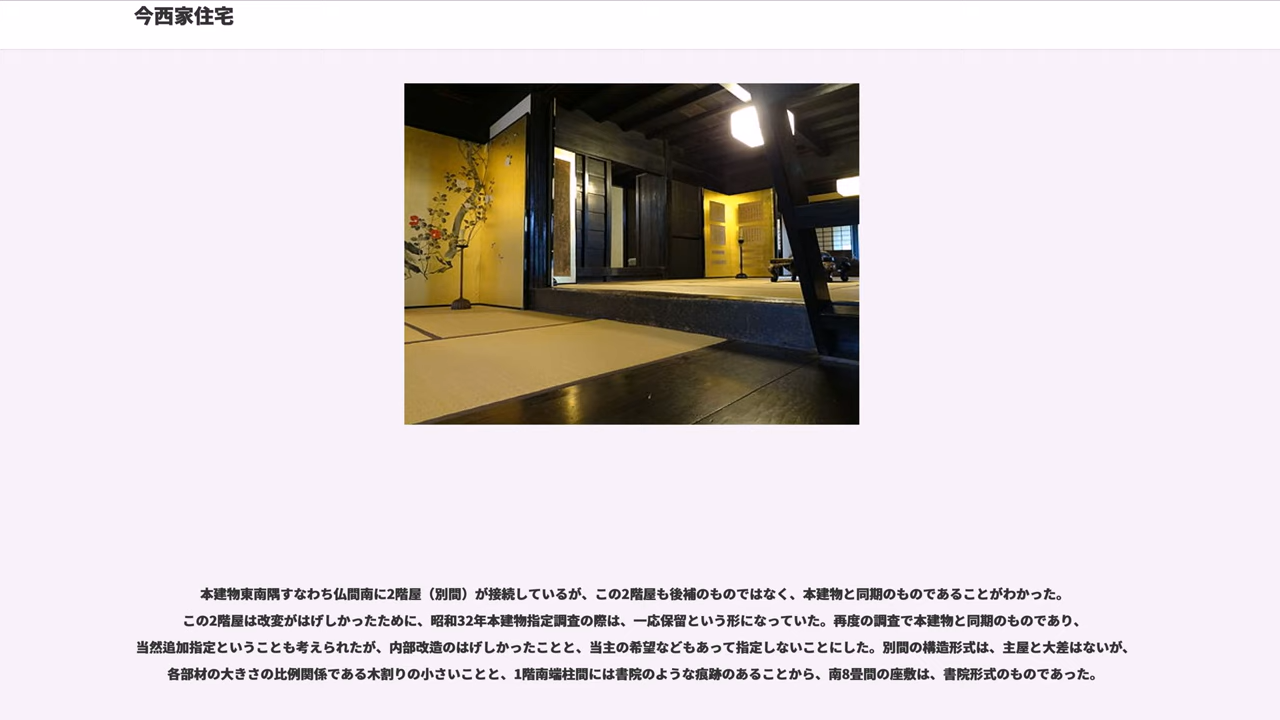 今西家住宅
本建物東南隅すなわち仏間南に2階屋（別間）が接続しているが、この2階屋も後補のものではなく、本建物と同期のものであることがわかった。
この2階屋は改変がはげしかったために、昭和32年本建物指定調査の際は、一応保留という形になっていた。再度の調査で本建物と同期のものであり、
当然追加指定ということも考えられたが、内部改造のはげしかったことと、当主の希望などもあって指定しないことにした。別間の構造形式は、主屋と大差はないが、
各部材の大きさの比例関係である木割りの小さいことと、1階南端柱間には書院のような痕跡のあることから、南8畳間の座敷は、書院形式のものであった。